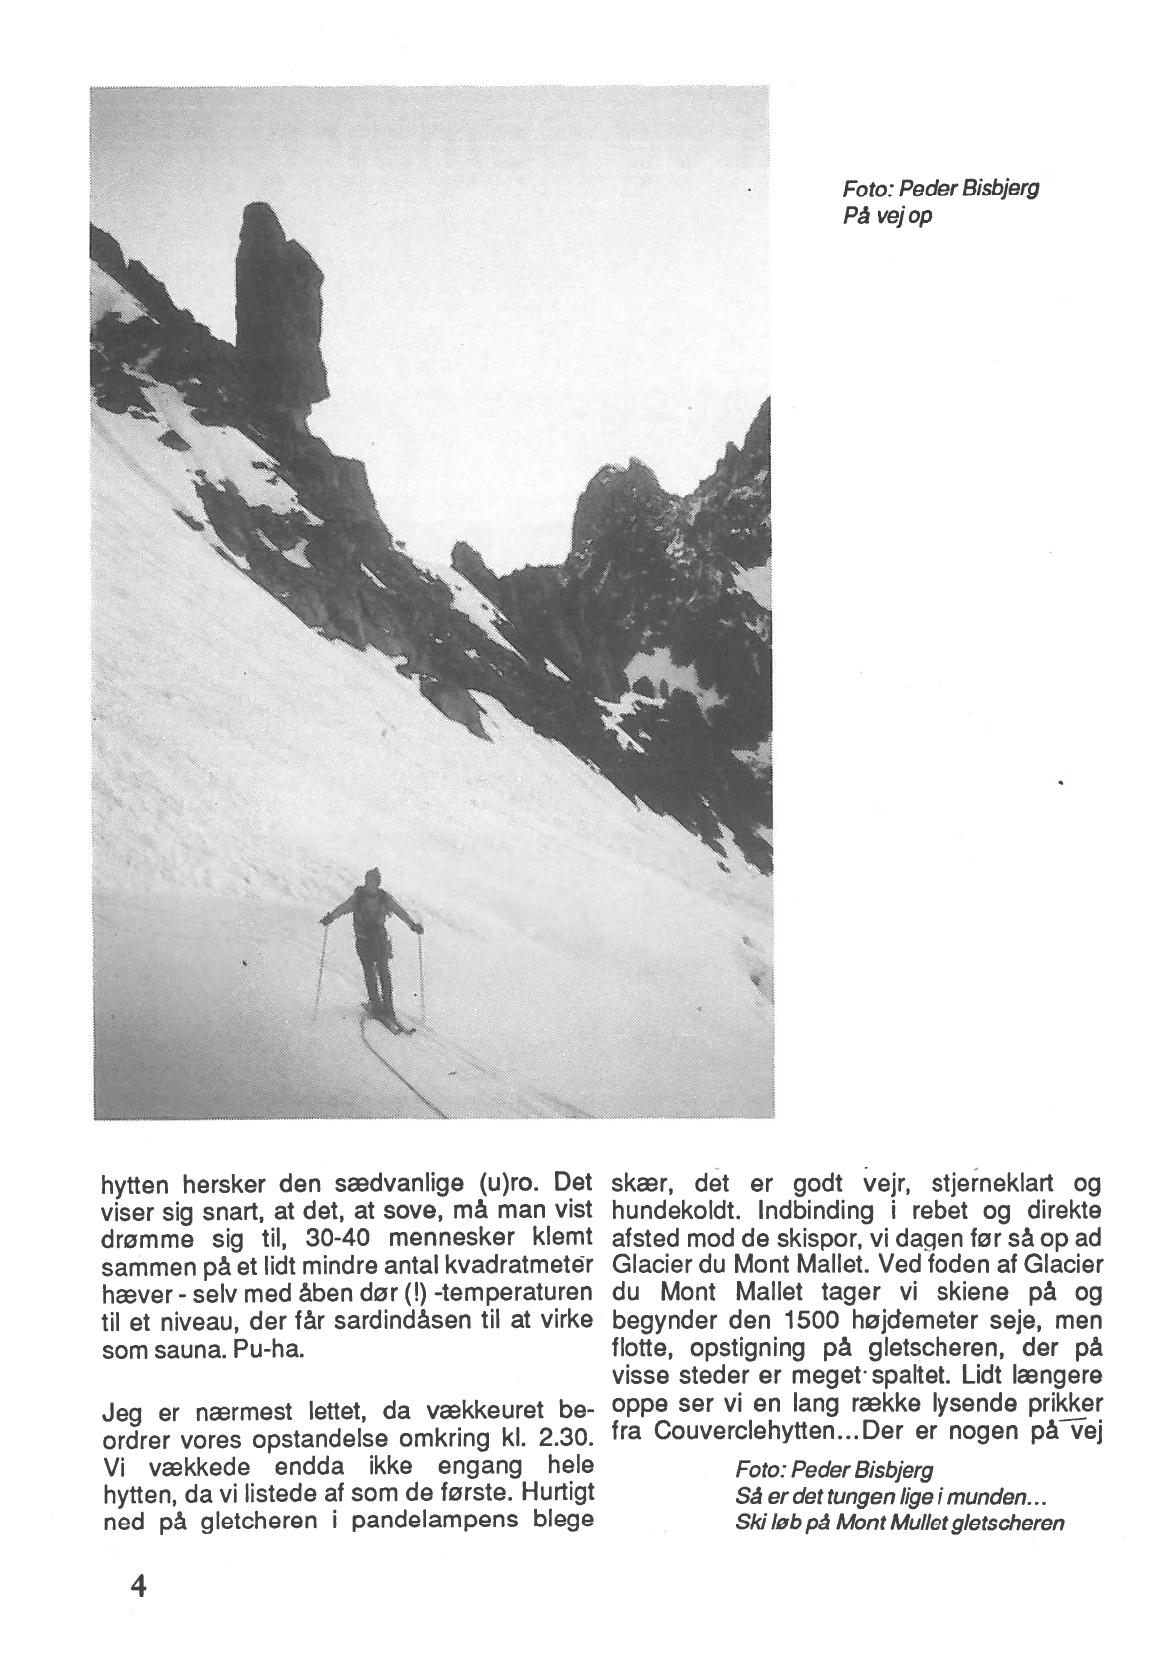 Foto: Peder Bisbjerg
På vej op
hytten hersker den sædvanlige (u)ro. Det
viser sig snart, at det, at sove, må man vist
drømme sig til, 30-40 mennesker klemt
sammen på et lidt mindre antal kvadratmeter
hæver - selv med åben dør (!) -temperaturen
til et niveau, der får sardindåsen til at virke
som sauna. Pu-ha.
Jeg er nærmest lettet, da vækkeuret be-
ordrer vores opstandelse omkring kl. 2.30.
Vi vækkede endda ikke engang hele
hytten, da vi listede af som de første. Hurtigt
ned på gletcheren i pandelampens blege
skær, det er godt vejr, stjerneklart og
hundekoldt. Indbinding i rebet og direkte
afsted mod de skispor, vi dagen før så op ad
Glacier du Mont Mallet. Ved foden af Glacier
du Mont Mallet tager vi skiene på og
begynder den 1500 højdemeter seje, men
flotte, opstigning på gletscheren, der på
visse steder er meget spaltet. Lidt længere
oppe ser vi en lang række lysende prikker
fra Couverclehytten...Der er nogen på vej
Foto: Peder Bisbjerg
Så er det tungen lige i munden...
Ski løb på Mont Mullet gletscheren
4